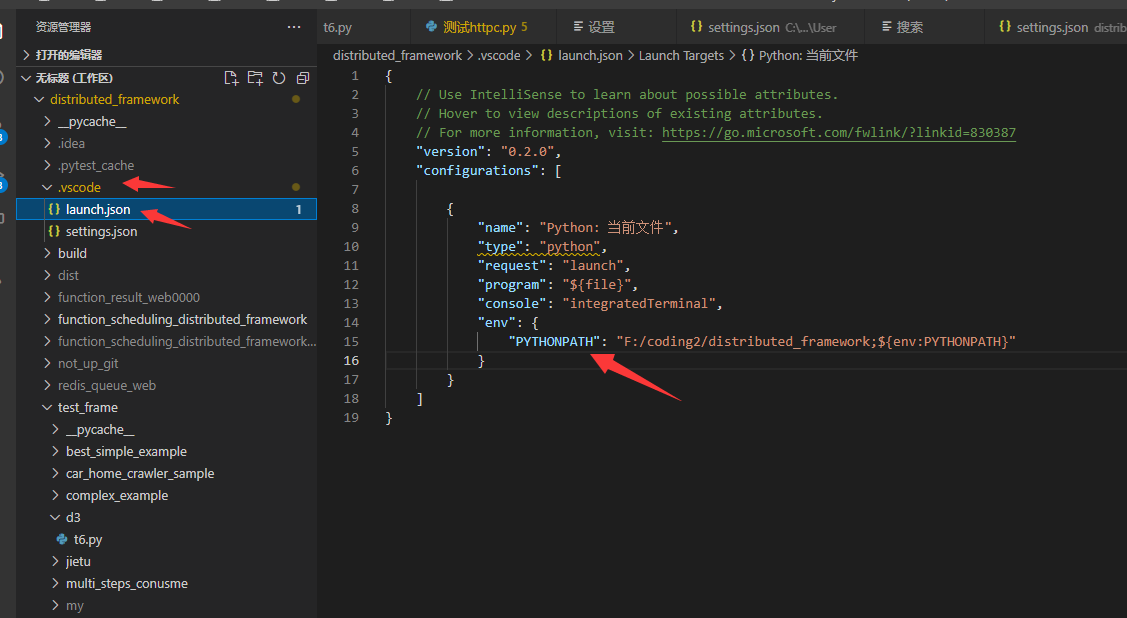 资源管理器
打开的编辑器
无标题 (工作区)
distributed_framework
__pycache__
.idea
.pytest_cache
.vscode
{} launch.json 1
{} settings.json
build
dist
function_result_web0000
function_scheduling_distributed_framework
function_scheduling_distributed_framework...
not_up_git
redis_queue_web
test_frame
__pycache__
best_simple_example
car_home_crawler_sample
complex_example
d3
t6.py
jietu
multi_steps_conusme
my
t6.py 测试httpc.py 5 设置 {} settings.json C:\...\User 搜索 {} settings.json distrib
distributed_framework > .vscode > {} launch.json > Launch Targets > {} Python: 当前文件
1 {
2 // Use IntelliSense to learn about possible attributes.
3 // Hover to view descriptions of existing attributes.
4 // For more information, visit: https://go.microsoft.com/fwlink/?linkid=830387
5 "version": "0.2.0",
6 "configurations": [
7
8 {
9 "name": "Python: 当前文件",
10 "type": "python",
11 "request": "launch",
12 "program": "${file}",
13 "console": "integratedTerminal",
14 "env": {
15 "PYTHONPATH": "F:/coding2/distributed_framework;${env:PYTHONPATH}"
16 }
17 }
18 ]
19 }